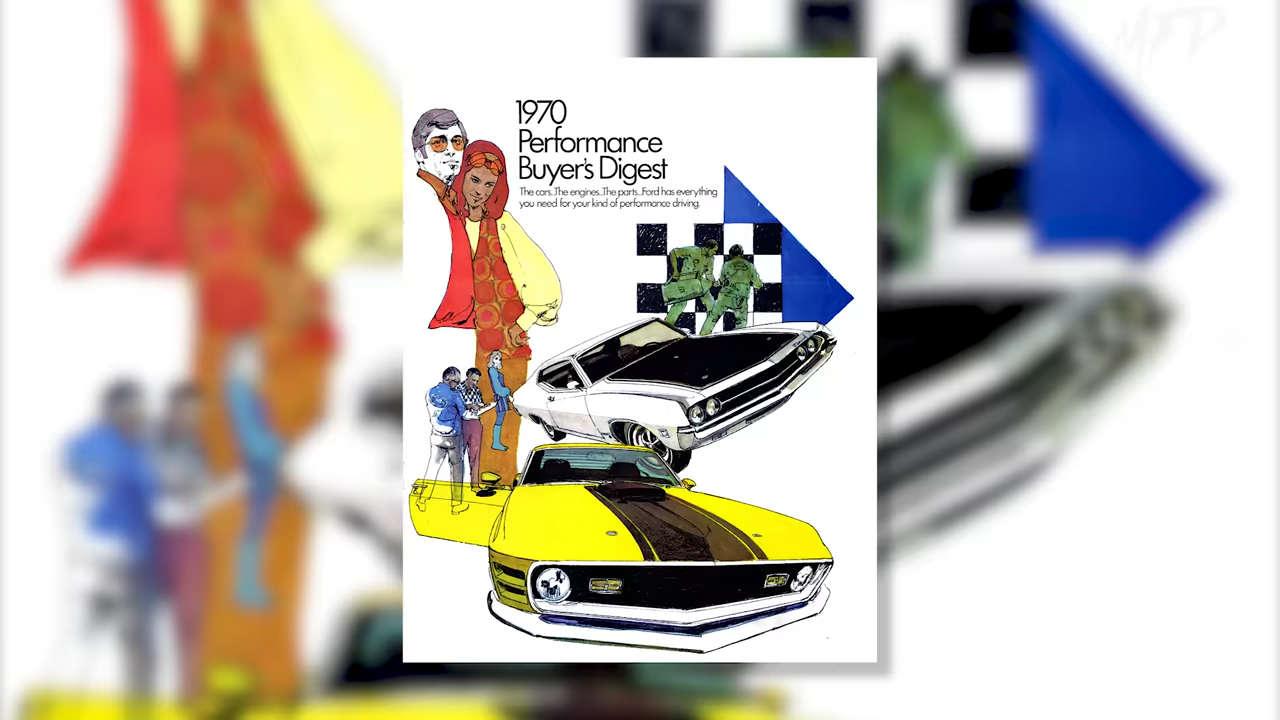 1970
Performance
Buyer's Digest
The cars...The engines...The parts...Ford has everything
you need for your kind of performance driving.